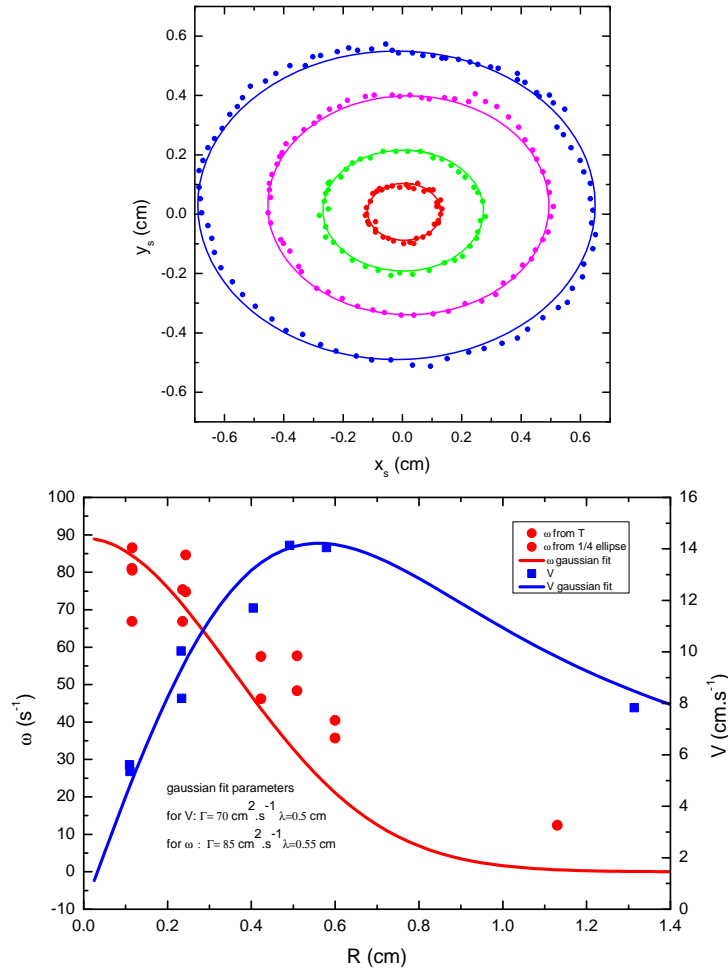 0.6
0.4
0.2
0.0
-0.2
-0.4
-0.6
y_s (cm)
-0.6 -0.4 -0.2 0.0 0.2 0.4 0.6
x_s (cm)
100
90
80
70
60
50
40
30
20
10
0
-10
ω (s⁻¹)
16
14
12
10
8
6
4
2
0
V (cm.s⁻¹)
ω from T
ω from 1/4 ellipse
ω gaussian fit
V
V gaussian fit
gaussian fit parameters
for V: Γ= 70 cm².s⁻¹ λ=0.5 cm
for ω : Γ= 85 cm².s⁻¹ λ=0.55 cm
0.0 0.2 0.4 0.6 0.8 1.0 1.2 1.4
R (cm)